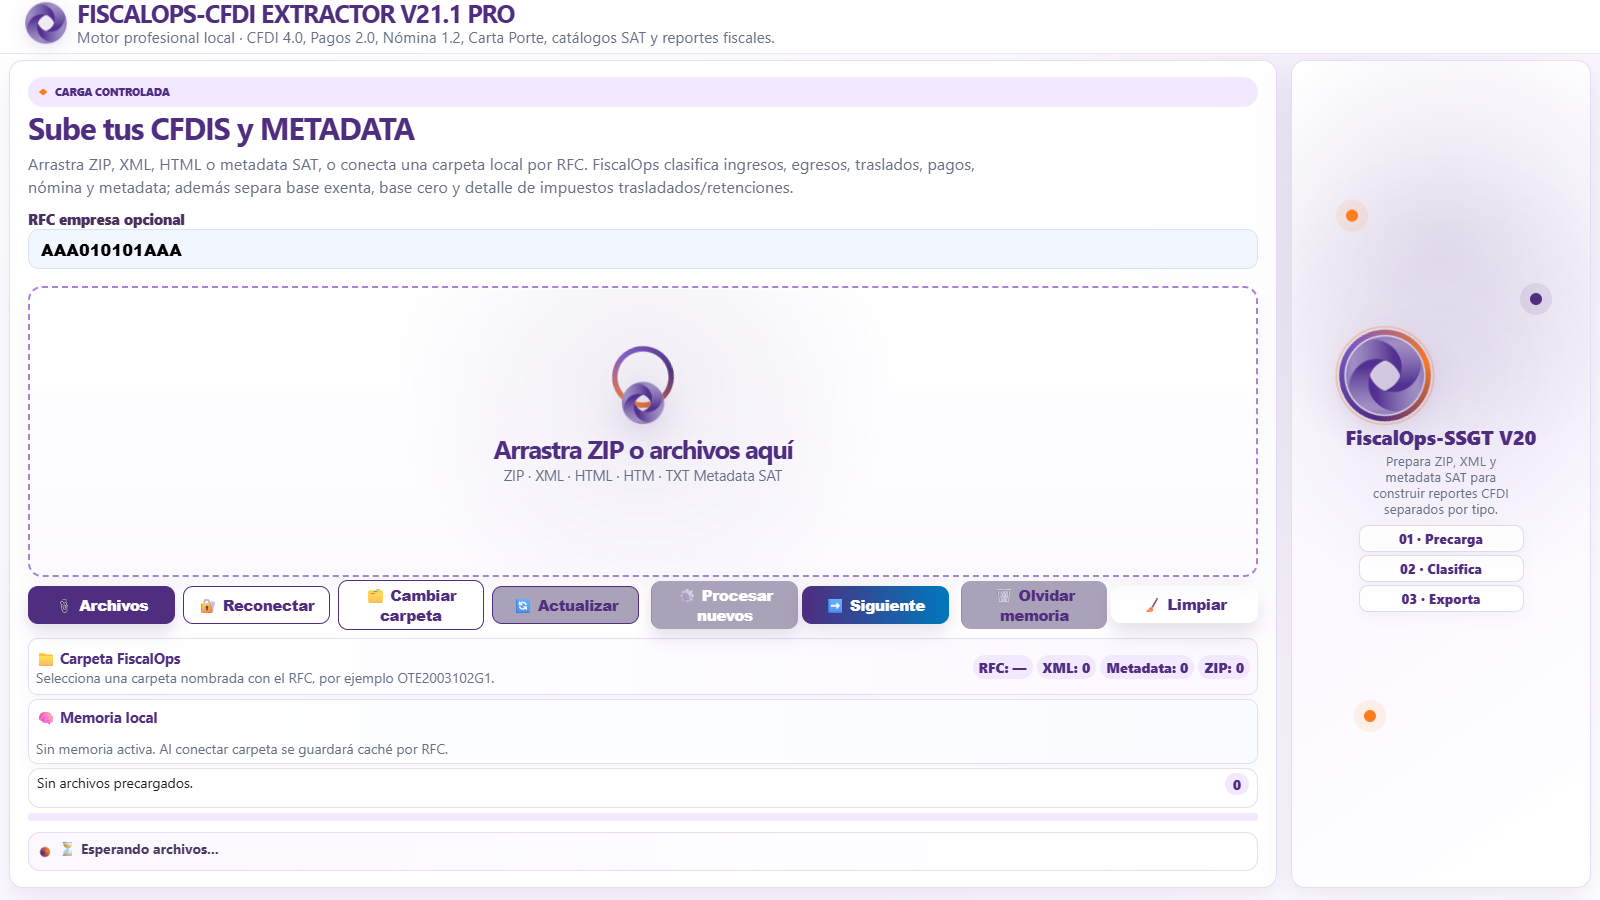 FISCALOPS-CFDI EXTRACTOR V21.1 PRO
Motor profesional local · CFDI 4.0, Pagos 2.0, Nómina 1.2, Carta Porte, catálogos SAT y reportes fiscales.
CARGA CONTROLADA
Sube tus CFDIS y METADATA
Arrastra ZIP, XML, HTML o metadata SAT, o conecta una carpeta local por RFC. FiscalOps clasifica ingresos, egresos, traslados, pagos,
nómina y metadata; además separa base exenta, base cero y detalle de impuestos trasladados/retenciones.
RFC empresa opcional
AAA010101AAA
Arrastra ZIP o archivos aquí
ZIP · XML · HTML · HTM · TXT Metadata SAT
Archivos
Reconectar
Cambiar
carpeta
Actualizar
Procesar
nuevos
Siguiente
Olvidar
memoria
Limpiar
Carpeta FiscalOps
Selecciona una carpeta nombrada con el RFC, por ejemplo OTE2003102G1.
RFC: — XML: 0 Metadata: 0 ZIP: 0
Memoria local
Sin memoria activa. Al conectar carpeta se guardará caché por RFC.
Sin archivos precargados. 0
Esperando archivos...
FiscalOps-SSGT V20
Prepara ZIP, XML y
metadata SAT para
construir reportes CFDI
separados por tipo.
01 · Precarga
02 · Clasifica
03 · Exporta